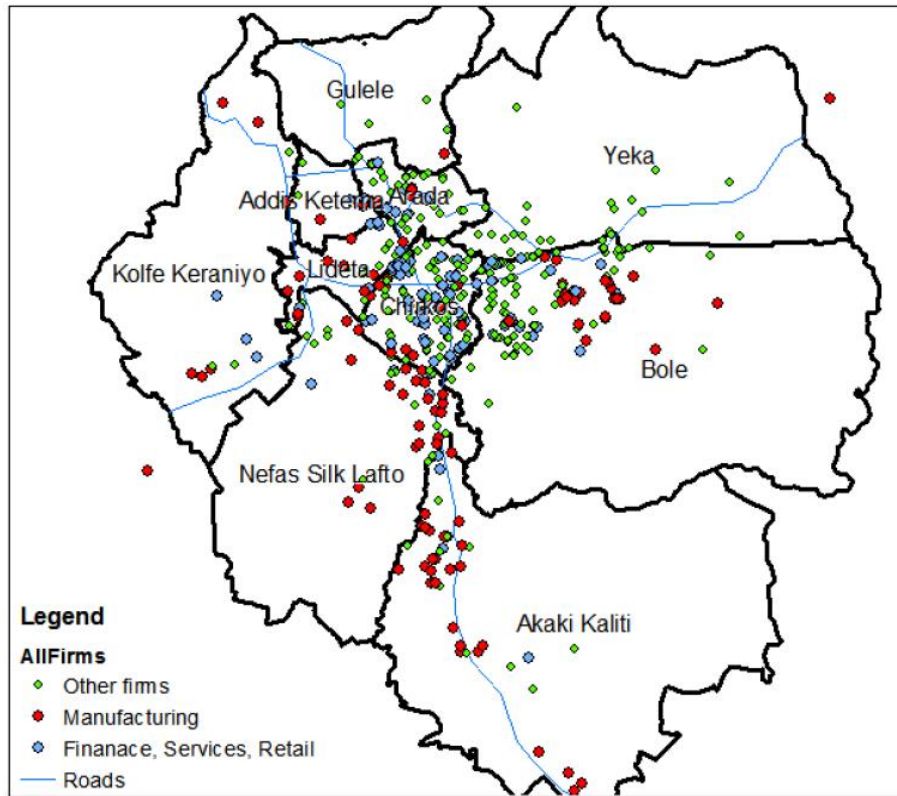 Gulele
Yeka
Addis Ketema
Arada
Kolfe Keraniyo
Lideta
Chirkos
Bole
Nefas Silk Lafto
Akaki Kaliti
Legend
AllFirms
Other firms
Manufacturing
Finanace, Services, Retail
Roads